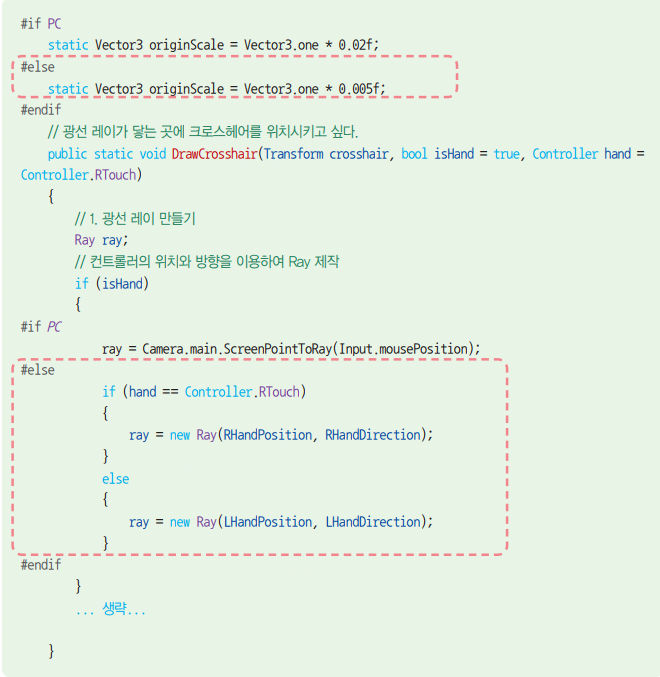 #if PC
static Vector3 originScale = Vector3.one * 0.02f;
#else
static Vector3 originScale = Vector3.one * 0.005f;
#endif
// 광선 레이가 닿는 곳에 크로스헤어를 위치시키고 싶다.
public static void DrawCrosshair(Transform crosshair, bool isHand = true, Controller hand =
Controller.RTouch)
{
// 1. 광선 레이 만들기
Ray ray;
// 컨트롤러의 위치와 방향을 이용하여 Ray 제작
if (isHand)
{
#if PC
ray = Camera.main.ScreenPointToRay(Input.mousePosition);
#else
if (hand == Controller.RTouch)
{
ray = new Ray(RHandPosition, RHandDirection);
}
else
{
ray = new Ray(LHandPosition, LHandDirection);
}
#endif
}
... 생략...
}